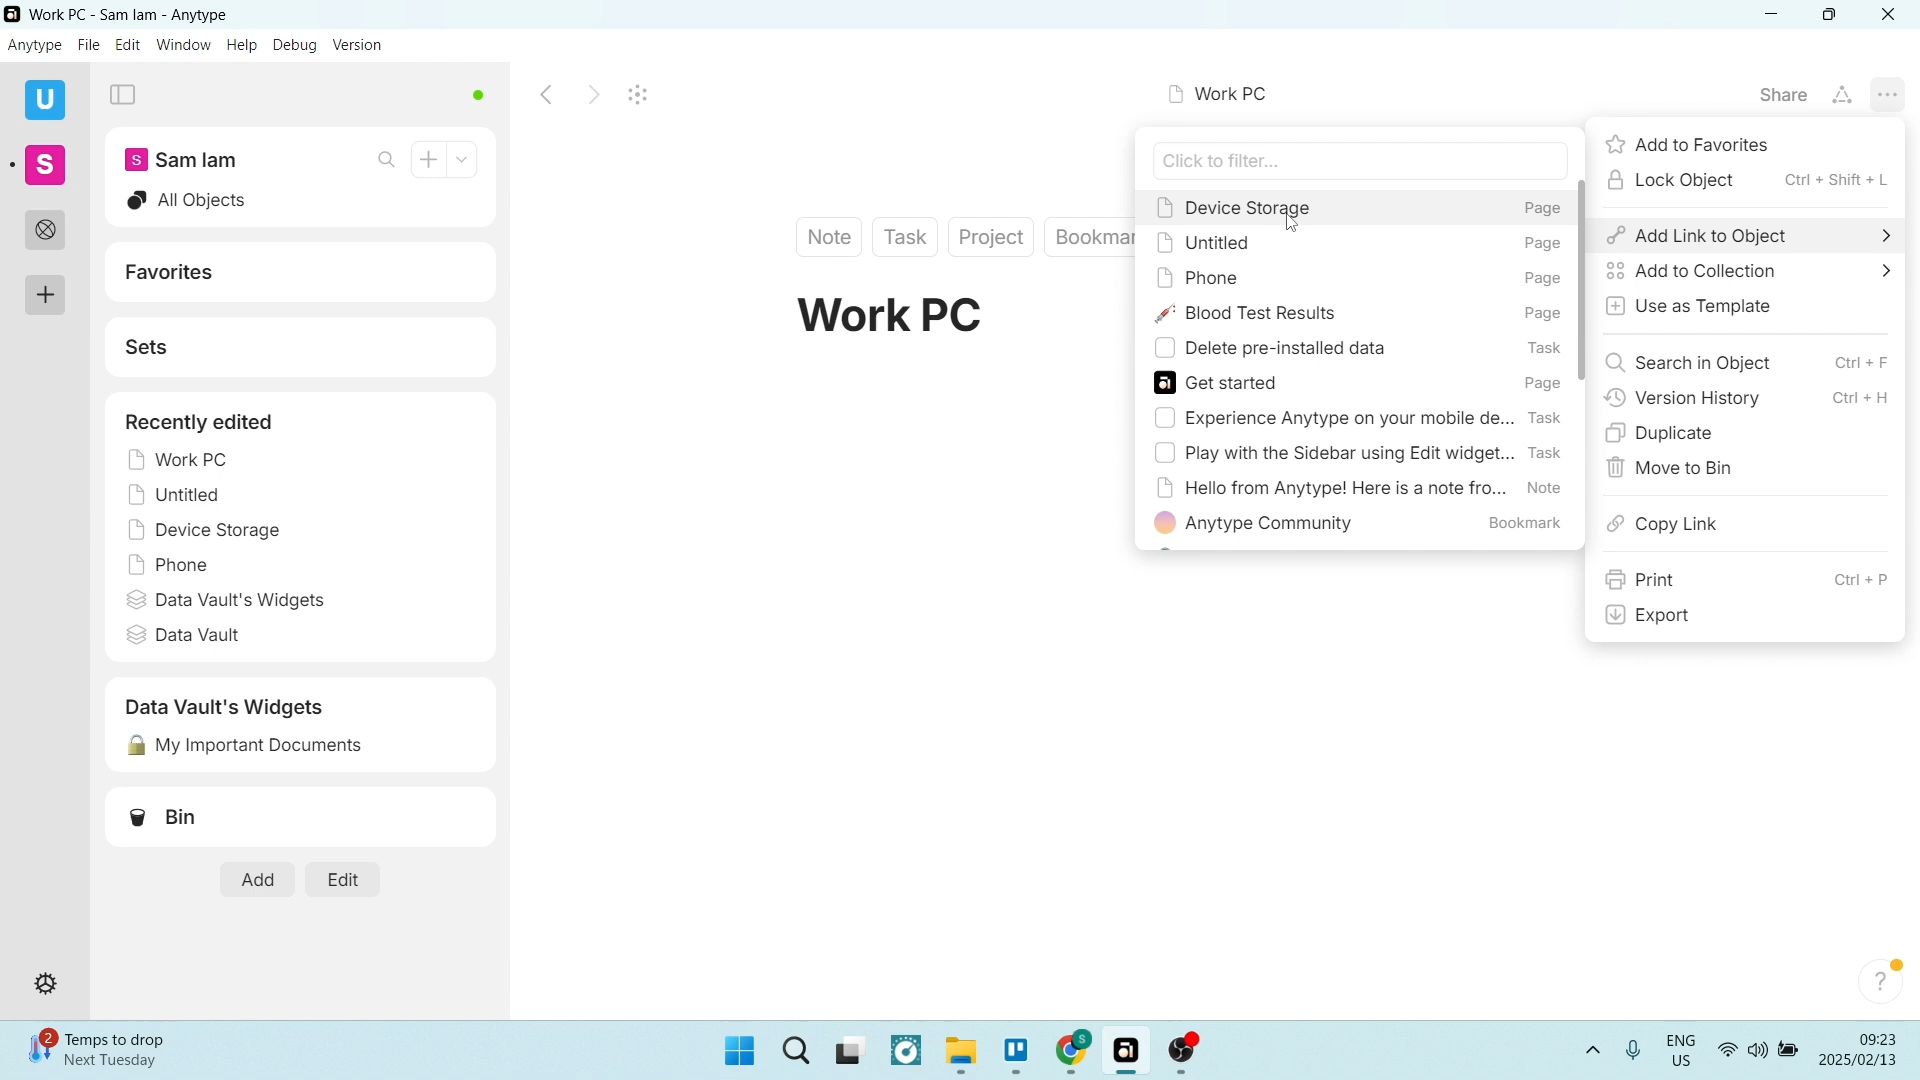 Work PC - Sam Iam - Anytype
Anytype File Edit Window Help Debug Version
U
S
S Sam Iam
All Objects
Favorites
Sets
Recently edited
Work PC
Untitled
Device Storage
Phone
Data Vault's Widgets
Data Vault
Data Vault's Widgets
My Important Documents
Bin
Add Edit
Work PC
Share
Note Task Project Bookmar
Work PC
Click to filter...
Device Storage Page
Untitled Page
Phone Page
Blood Test Results Page
Delete pre-installed data Task
Get started Page
Experience Anytype on your mobile de... Task
Play with the Sidebar using Edit widget... Task
Hello from Anytype! Here is a note fro... Note
Anytype Community Bookmark
Add to Favorites
Lock Object Ctrl + Shift + L
Add Link to Object
Add to Collection
Use as Template
Search in Object Ctrl + F
Version History Ctrl + H
Duplicate
Move to Bin
Copy Link
Print Ctrl + P
Export
?
2 Temps to drop
Next Tuesday
S
ENG
US
09:23
2025/02/13